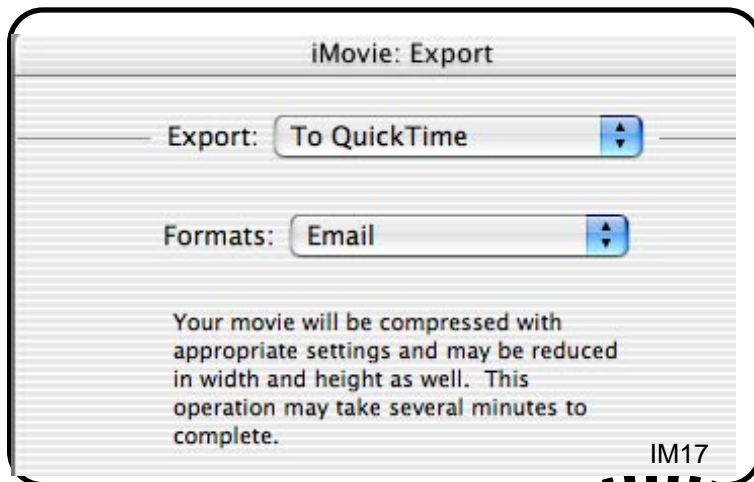 iMovie: Export
Export: To QuickTime
Formats: Email
Your movie will be compressed with
appropriate settings and may be reduced
in width and height as well. This
operation may take several minutes to
complete.
IM17